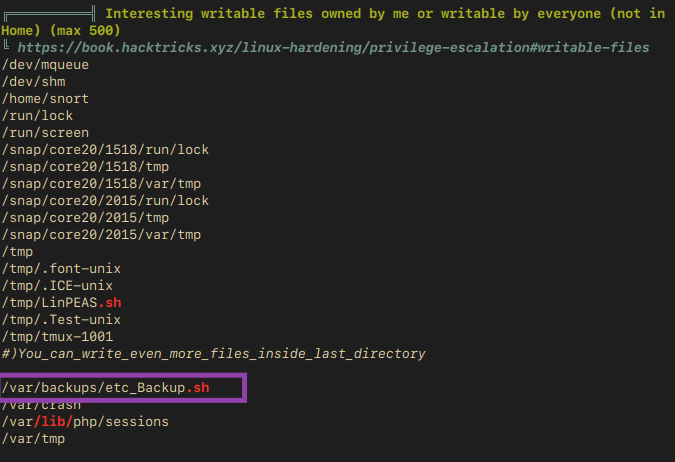 ╔══════════╣ Interesting writable files owned by me or writable by everyone (not in
Home) (max 500)
╚ https://book.hacktricks.xyz/linux-hardening/privilege-escalation#writable-files
/dev/mqueue
/dev/shm
/home/snort
/run/lock
/run/screen
/snap/core20/1518/run/lock
/snap/core20/1518/tmp
/snap/core20/1518/var/tmp
/snap/core20/2015/run/lock
/snap/core20/2015/tmp
/snap/core20/2015/var/tmp
/tmp
/tmp/.font-unix
/tmp/.ICE-unix
/tmp/LinPEAS.sh
/tmp/.Test-unix
/tmp/tmux-1001
#)You_can_write_even_more_files_inside_last_directory
/var/backups/etc_Backup.sh
/var/crash
/var/lib/php/sessions
/var/tmp